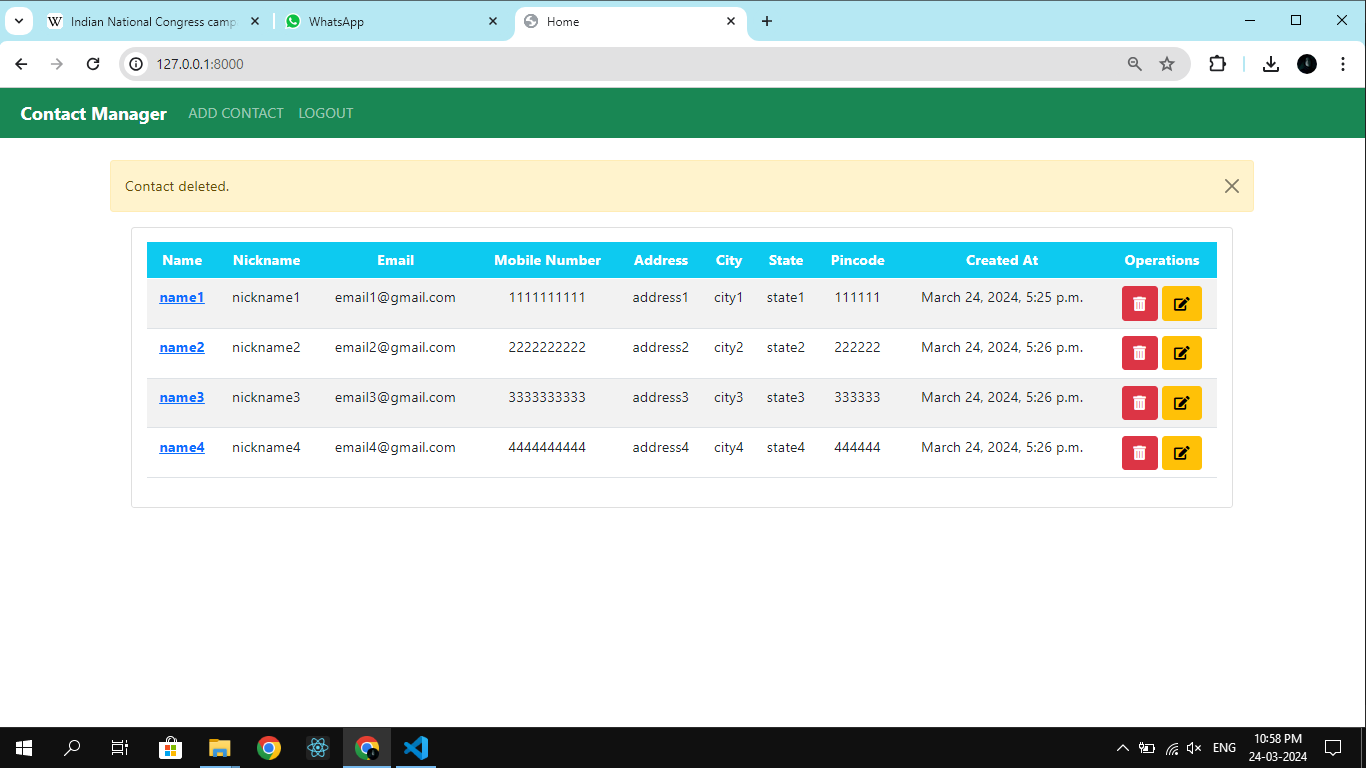 Indian National Congress camp
WhatsApp
Home
127.0.0.1:8000
Contact Manager ADD CONTACT LOGOUT
Contact deleted.
Name Nickname Email Mobile Number Address City State Pincode Created At Operations
name1 nickname1 email1@gmail.com 1111111111 address1 city1 state1 111111 March 24, 2024, 5:25 p.m.
name2 nickname2 email2@gmail.com 2222222222 address2 city2 state2 222222 March 24, 2024, 5:26 p.m.
name3 nickname3 email3@gmail.com 3333333333 address3 city3 state3 333333 March 24, 2024, 5:26 p.m.
name4 nickname4 email4@gmail.com 4444444444 address4 city4 state4 444444 March 24, 2024, 5:26 p.m.
ENG
10:58 PM
24-03-2024